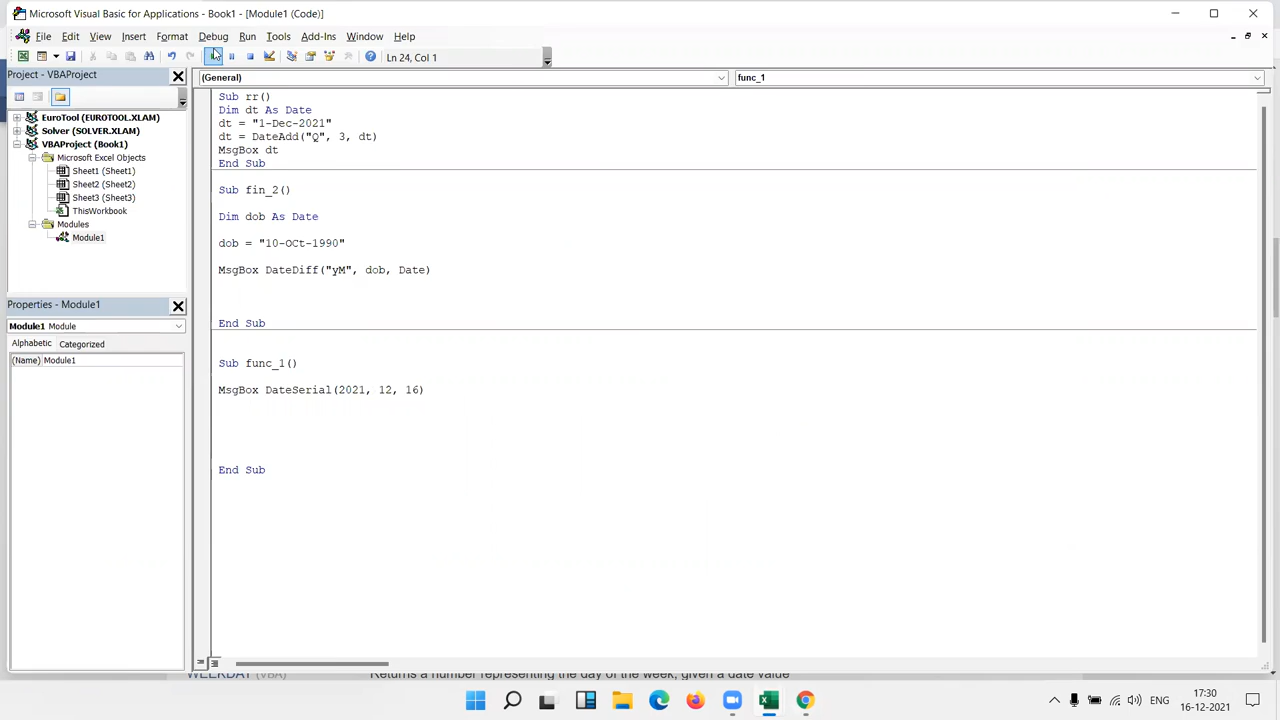 Microsoft Visual Basic for Applications - Book1 - [Module1 (Code)]
File Edit View Insert Format Debug Run Tools Add-Ins Window Help
Ln 24, Col 1
Project - VBAProject
(General)
func_1
EuroTool (EUROTOOL.XLAM)
Solver (SOLVER.XLAM)
VBAProject (Book1)
Microsoft Excel Objects
Sheet1 (Sheet1)
Sheet2 (Sheet2)
Sheet3 (Sheet3)
ThisWorkbook
Modules
Module1
Properties - Module1
Module1 Module
Alphabetic Categorized
(Name) Module1
Sub rr()
Dim dt As Date
dt = "1-Dec-2021"
dt = DateAdd("Q", 3, dt)
MsgBox dt
End Sub
Sub fin_2()
Dim dob As Date
dob = "10-OCt-1990"
MsgBox DateDiff("yM", dob, Date)
End Sub
Sub func_1()
MsgBox DateSerial(2021, 12, 16)
End Sub
WEEKDAY (VBA) Returns a number representing the day of the week, given a date value
ENG
17:30
16-12-2021